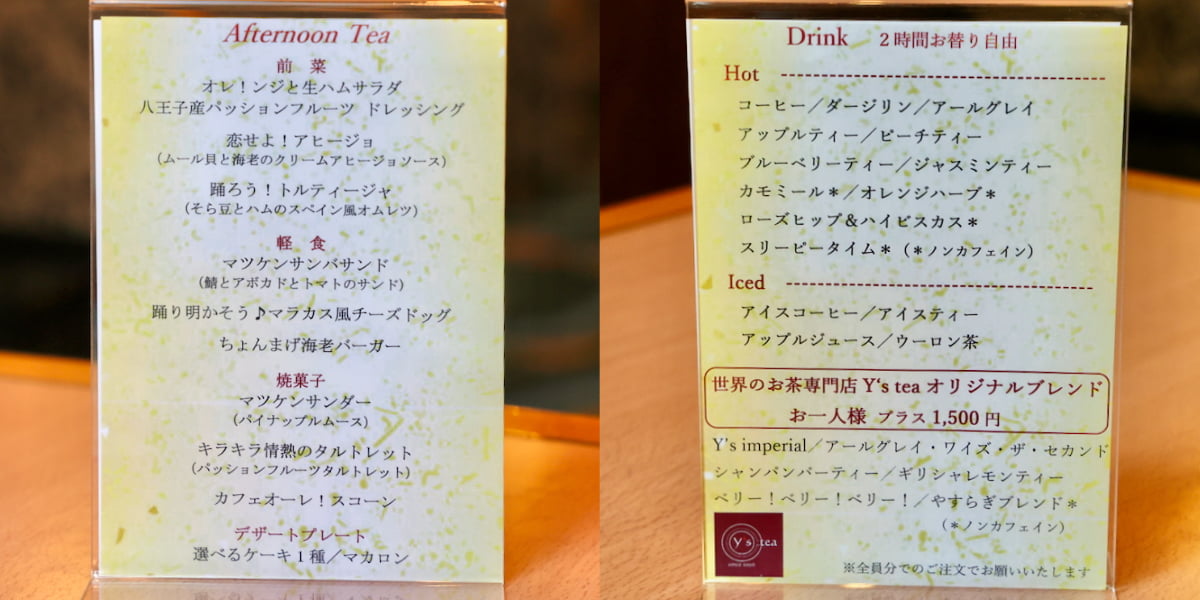 Afternoon Tea
前 菜
オレ！ンジと生ハムサラダ
八王子産パッションフルーツ ドレッシング
恋せよ！アヒージョ
（ムール貝と海老のクリームアヒージョソース）
踊ろう！トルティージャ
（そら豆とハムのスペイン風オムレツ）
軽 食
マツケンサンバサンド
（鯖とアボカドとトマトのサンド）
踊り明かそう♪マラカス風チーズドッグ
ちょんまげ海老バーガー
焼菓子
マツケンサンダー
（パイナップルムース）
キラキラ情熱のタルトレット
（パッションフルーツタルトレット）
カフェオーレ！スコーン
デザートプレート
選べるケーキ１種／マカロン
Drink ２時間お替り自由
Hot
コーヒー／ダージリン／アールグレイ
アップルティー／ピーチティー
ブルーベリーティー／ジャスミンティー
カモミール＊／オレンジハーブ＊
ローズヒップ＆ハイビスカス＊
スリーピータイム＊（＊ノンカフェイン）
Iced
アイスコーヒー／アイスティー
アップルジュース／ウーロン茶
世界のお茶専門店 Y's tea オリジナルブレンド
お一人様 プラス 1,500 円
Y's imperial／アールグレイ・ワイズ・ザ・セカンド
シャンパンパーティー／ギリシャレモンティー
ベリー！ベリー！ベリー！／やすらぎブレンド＊
（＊ノンカフェイン）
Y's tea
※全員分でのご注文でお願いいたします